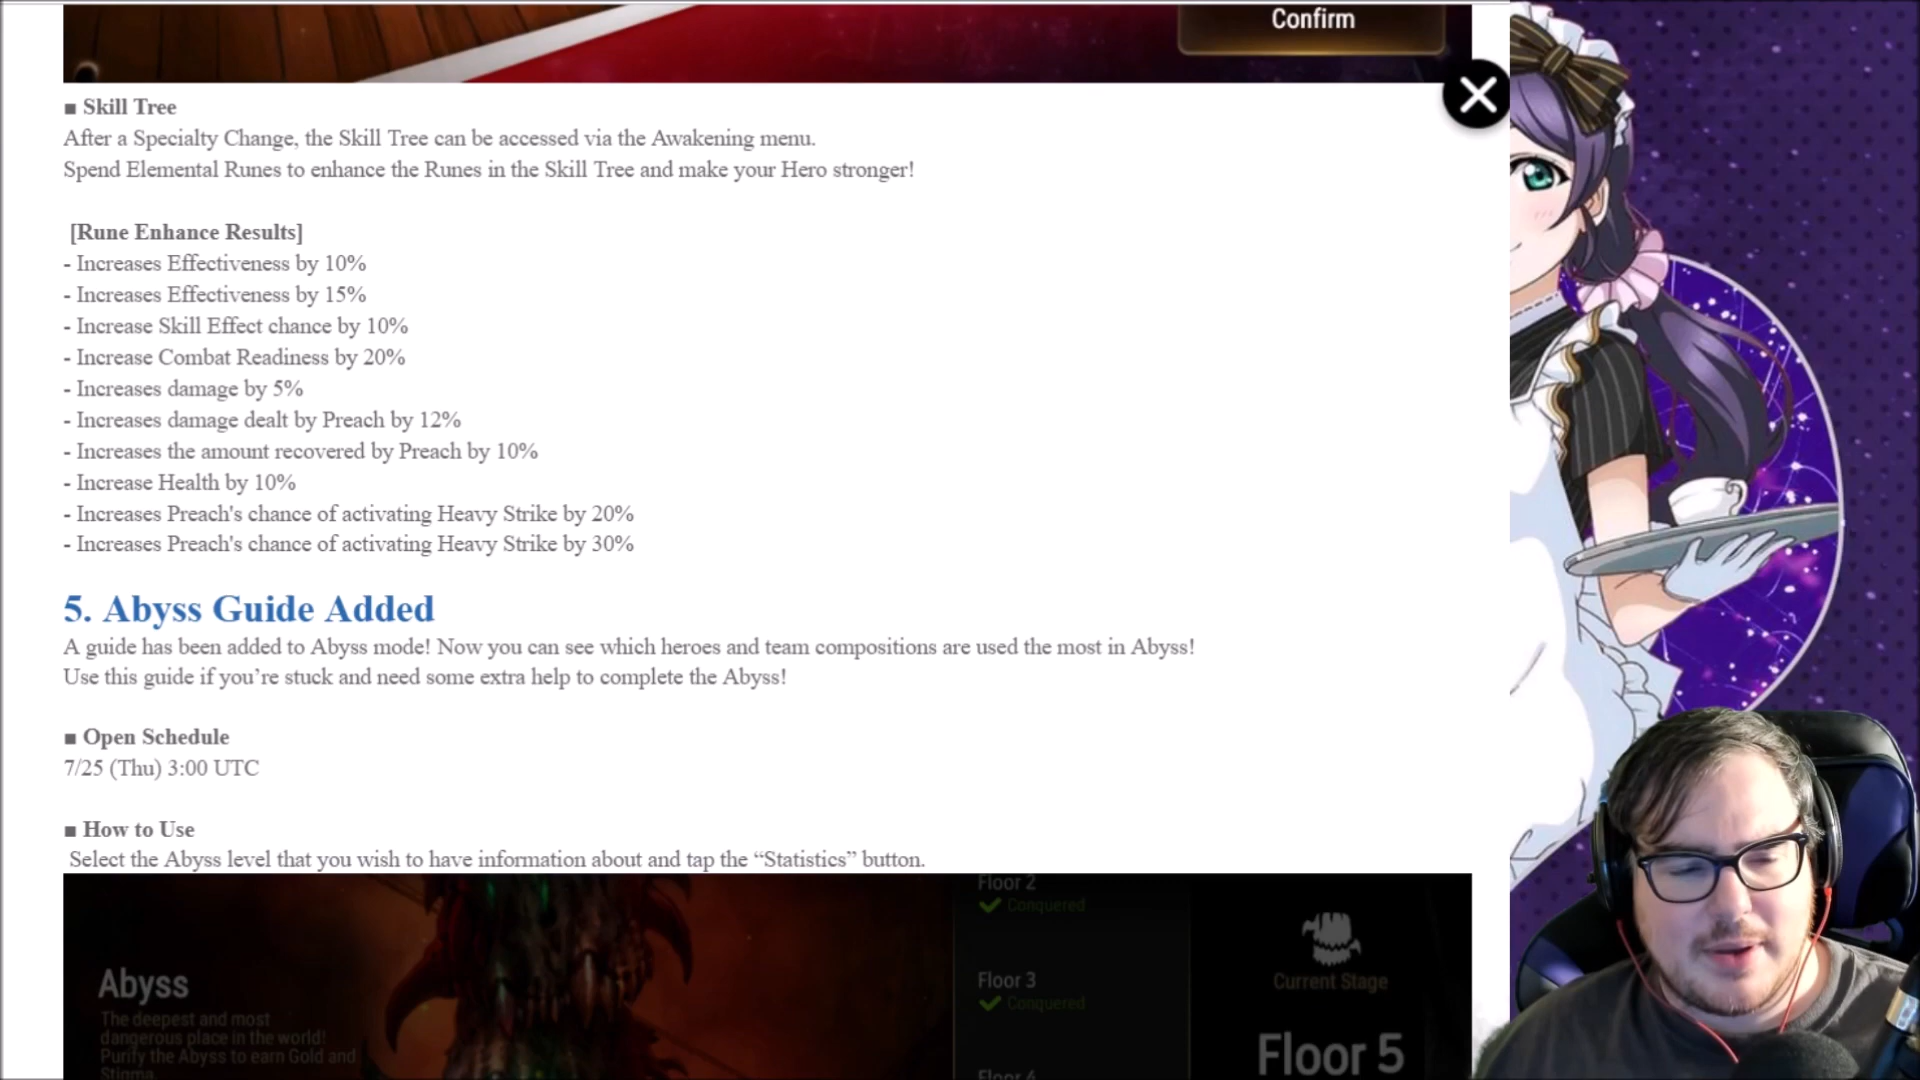 Confirm
■ Skill Tree
After a Specialty Change, the Skill Tree can be accessed via the Awakening menu.
Spend Elemental Runes to enhance the Runes in the Skill Tree and make your Hero stronger!
[Rune Enhance Results]
- Increases Effectiveness by 10%
- Increases Effectiveness by 15%
- Increase Skill Effect chance by 10%
- Increase Combat Readiness by 20%
- Increases damage by 5%
- Increases damage dealt by Preach by 12%
- Increases the amount recovered by Preach by 10%
- Increase Health by 10%
- Increases Preach's chance of activating Heavy Strike by 20%
- Increases Preach's chance of activating Heavy Strike by 30%
5. Abyss Guide Added
A guide has been added to Abyss mode! Now you can see which heroes and team compositions are used the most in Abyss!
Use this guide if you’re stuck and need some extra help to complete the Abyss!
■ Open Schedule
7/25 (Thu) 3:00 UTC
■ How to Use
Select the Abyss level that you wish to have information about and tap the “Statistics” button.
Abyss
The deepest and most
dangerous place in the world!
Purify the Abyss to earn Gold and
Stigma.
Floor 2
Conquered
Floor 3
Conquered
Floor 4
Current Stage
Floor 5